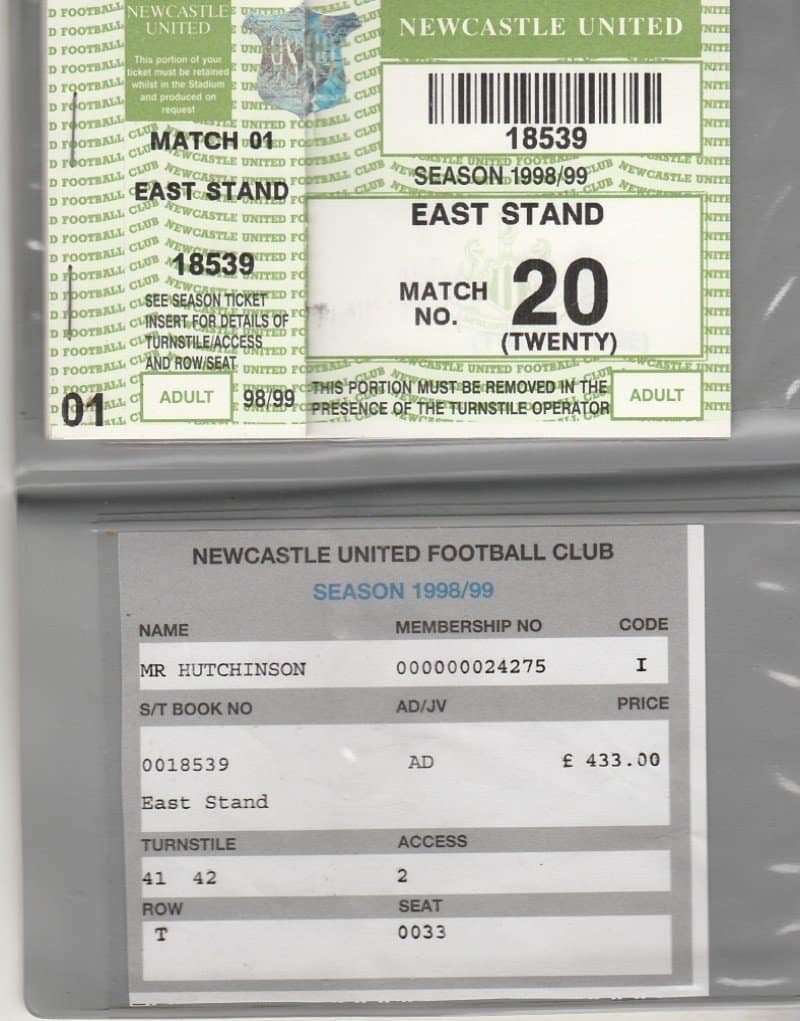 NEWCASTLE
UNITED
This portion of your
ticket must be retained
whilst in the Stadium
and produced on
request
MATCH 01
EAST STAND
18539
SEE SEASON TICKET
INSERT FOR DETAILS OF
TURNSTILE/ACCESS
AND ROW/SEAT
01
ADULT
98/99
NEWCASTLE UNITED
18539
SEASON 1998/99
EAST STAND
MATCH
NO.
20
(TWENTY)
THIS PORTION MUST BE REMOVED IN THE
PRESENCE OF THE TURNSTILE OPERATOR
ADULT
NEWCASTLE UNITED FOOTBALL CLUB
SEASON 1998/99
NAME MEMBERSHIP NO CODE
MR HUTCHINSON 000000024275 I
S/T BOOK NO AD/JV PRICE
0018539 AD £ 433.00
East Stand
TURNSTILE ACCESS
41 42 2
ROW SEAT
T 0033